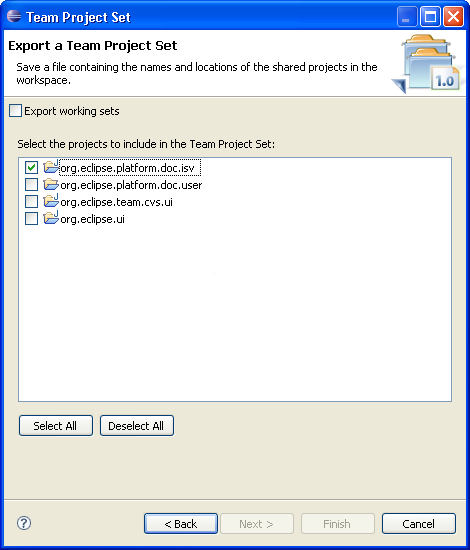 Team Project Set
Export a Team Project Set
Save a file containing the names and locations of the shared projects in the
workspace.
1.0
Export working sets
Select the projects to include in the Team Project Set:
org.eclipse.platform.doc.isv
org.eclipse.platform.doc.user
org.eclipse.team.cvs.ui
org.eclipse.ui
Select All
Deselect All
?
< Back
Next >
Finish
Cancel